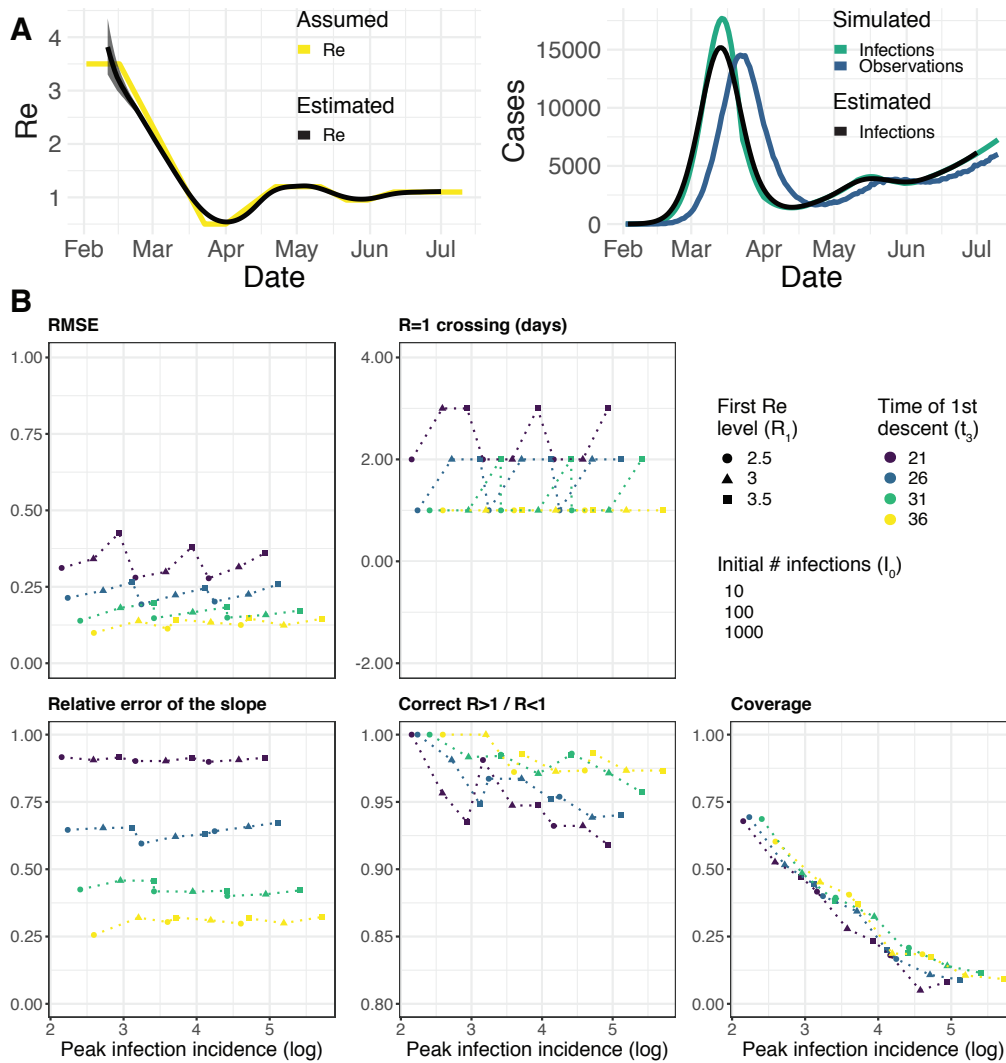 A
Assumed
Re
Estimated
Re
4
3
2
1
Re
Feb Mar Apr May Jun Jul
Date
Simulated
Infections
Observations
Estimated
Infections
15000
10000
5000
0
Cases
Feb Mar Apr May Jun Jul
Date
B
RMSE
1.00
0.75
0.50
0.25
0.00
R=1 crossing (days)
4.00
2.00
0.00
-2.00
First Re
level (R1)
2.5
3
3.5
Time of 1st
descent (t3)
21
26
31
36
Initial # infections (I0)
10
100
1000
Relative error of the slope
1.00
0.75
0.50
0.25
0.00
2 3 4 5
Peak infection incidence (log)
Correct R>1 / R<1
1.00
0.95
0.90
0.85
0.80
2 3 4 5
Peak infection incidence (log)
Coverage
1.00
0.75
0.50
0.25
0.00
2 3 4 5
Peak infection incidence (log)